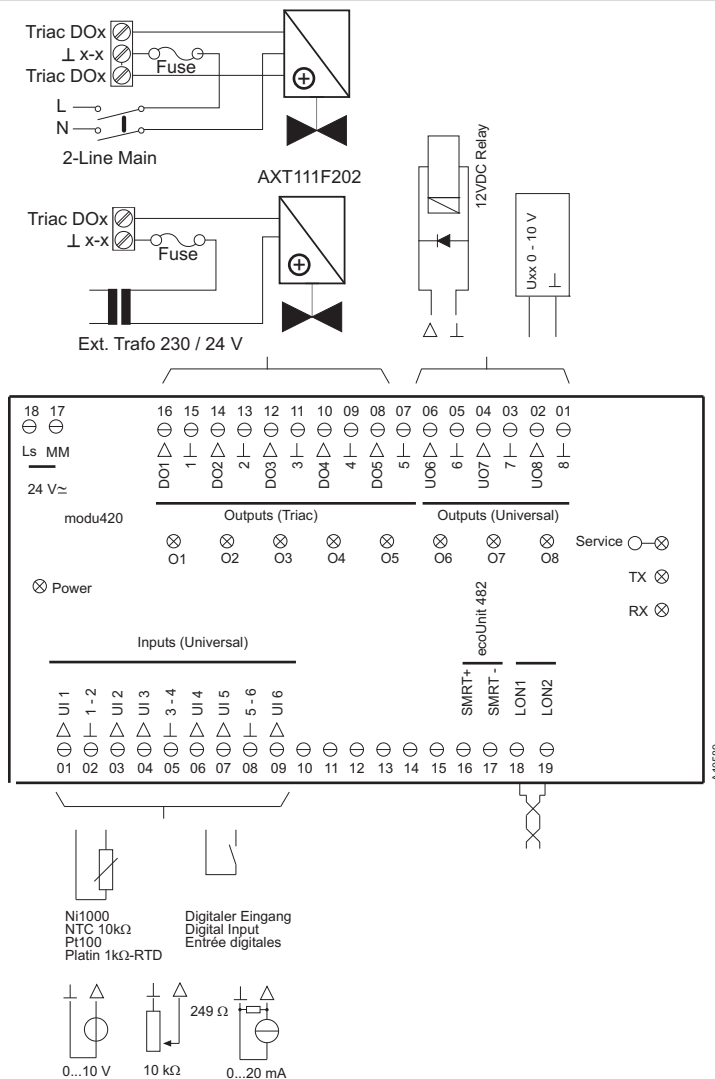 Triac DOx
⊥ x-x
Fuse
Triac DOx
L
N
2-Line Main
AXT111F202
12VDC Relay
Uxx 0 - 10 V
Triac DOx
⊥ x-x
Fuse
Ext. Trafo 230 / 24 V
18 17
16 15 14 13 12 11 10 09 08 07 06 05 04 03 02 01
Ls MM
DO1 1 DO2 2 DO3 3 DO4 4 DO5 5 UO6 6 UO7 7 UO8 8
24 V≃
modu420
Outputs (Triac)
Outputs (Universal)
Service
O1 O2 O3 O4 O5 O6 O7 O8
TX
Power
RX
ecoUnit 482
Inputs (Universal)
UI 1 1 - 2 UI 2 UI 3 3 - 4 UI 4 UI 5 5 - 6 UI 6
SMRT+ SMRT - LON1 LON2
01 02 03 04 05 06 07 08 09 10 11 12 13 14 15 16 17 18 19
Ni1000
NTC 10kΩ
Pt100
Platin 1kΩ-RTD
Digitaler Eingang
Digital Input
Entrée digitales
249 Ω
0...10 V
10 kΩ
0...20 mA